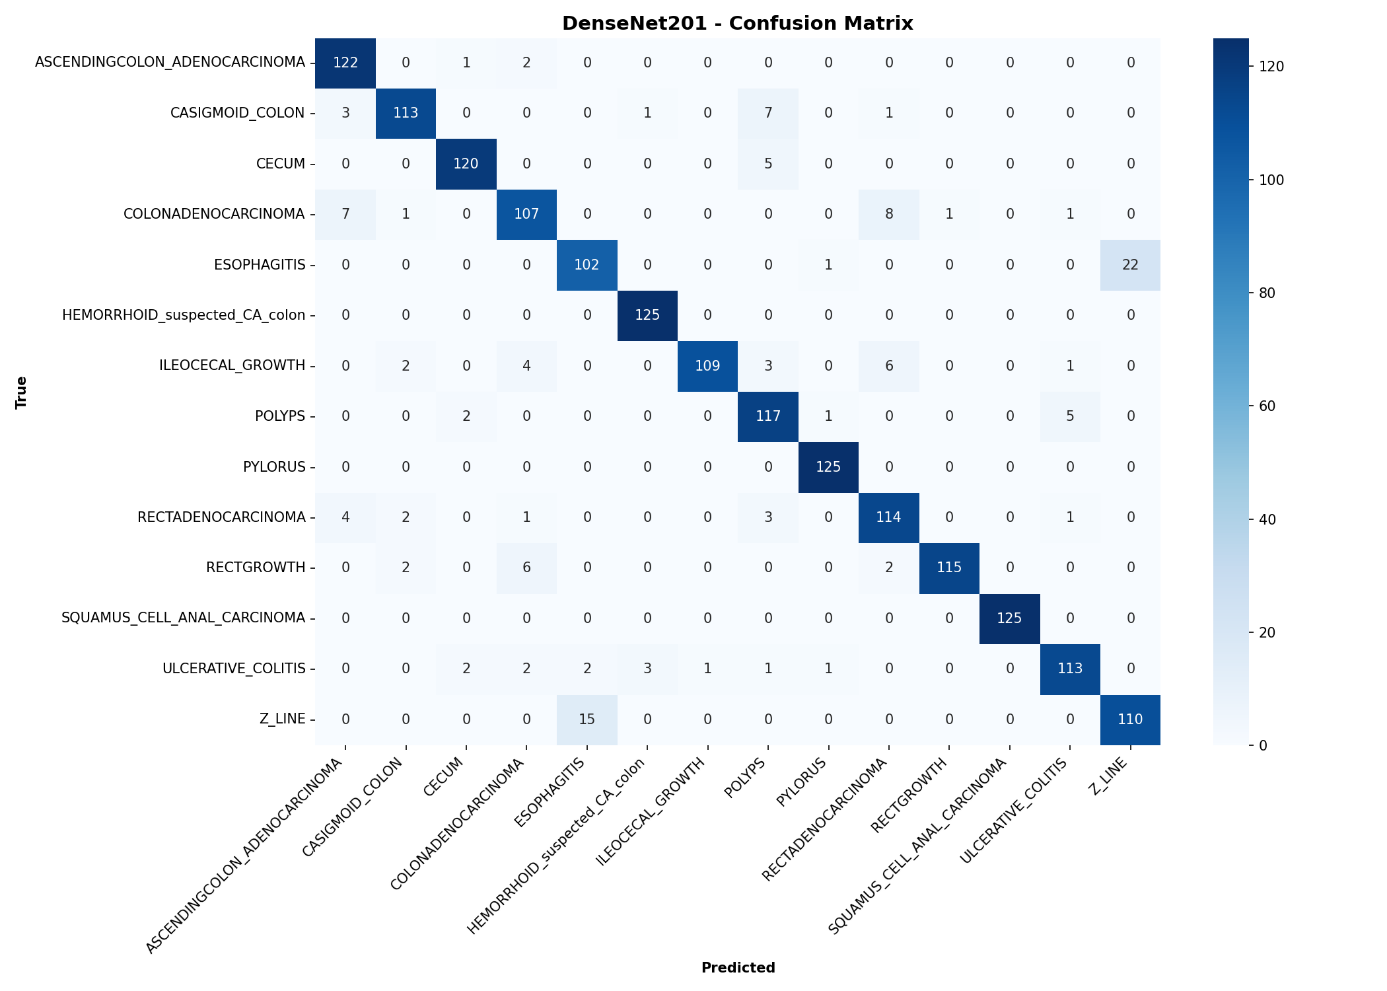 DenseNet201 - Confusion Matrix
ASCENDINGCOLON_ADENOCARCINOMA 122 0 1 2 0 0 0 0 0 0 0 0 0 0
CASIGMOID_COLON 3 113 0 0 0 1 0 7 0 1 0 0 0 0
CECUM 0 0 120 0 0 0 0 5 0 0 0 0 0 0
COLONADENOCARCINOMA 7 1 0 107 0 0 0 0 0 8 1 0 1 0
ESOPHAGITIS 0 0 0 0 102 0 0 0 1 0 0 0 0 22
HEMORRHOID_suspected_CA_colon 0 0 0 0 0 125 0 0 0 0 0 0 0 0
ILEOCECAL_GROWTH 0 2 0 4 0 0 109 3 0 6 0 0 1 0
POLYPS 0 0 2 0 0 0 0 117 1 0 0 0 5 0
PYLORUS 0 0 0 0 0 0 0 0 125 0 0 0 0 0
RECTADENOCARCINOMA 4 2 0 1 0 0 0 3 0 114 0 0 1 0
RECTGROWTH 0 2 0 6 0 0 0 0 0 2 115 0 0 0
SQUAMUS_CELL_ANAL_CARCINOMA 0 0 0 0 0 0 0 0 0 0 0 125 0 0
ULCERATIVE_COLITIS 0 0 2 2 2 3 1 1 1 0 0 0 113 0
Z_LINE 0 0 0 0 15 0 0 0 0 0 0 0 0 110
True
ASCENDINGCOLON_ADENOCARCINOMA
CASIGMOID_COLON
CECUM
COLONADENOCARCINOMA
ESOPHAGITIS
HEMORRHOID_suspected_CA_colon
ILEOCECAL_GROWTH
POLYPS
PYLORUS
RECTADENOCARCINOMA
RECTGROWTH
SQUAMUS_CELL_ANAL_CARCINOMA
ULCERATIVE_COLITIS
Z_LINE
Predicted
120
100
80
60
40
20
0